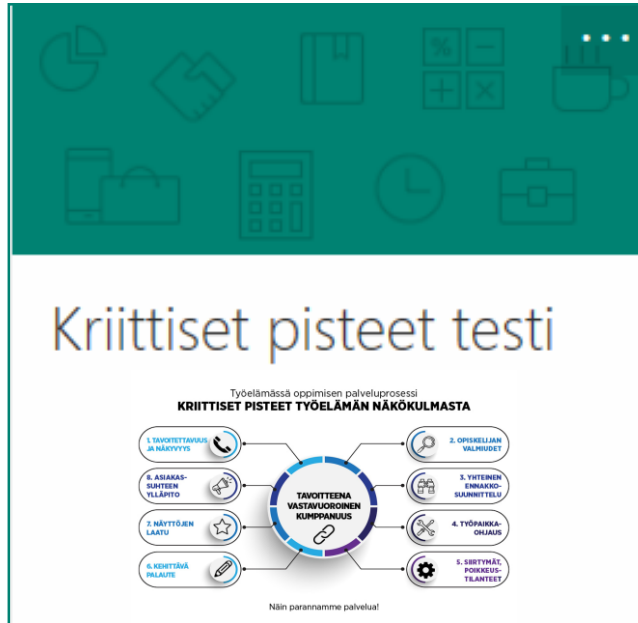 Kriittiset pisteet testi
Työelämässä oppimisen palveluprosessi
KRIITTISET PISTEET TYÖELÄMÄN NÄKÖKULMASTA
1. TAVOITETTAVUUS
JA NÄKYVYYS
2. OPISKELIJAN
VALMIUDET
8. ASIAKAS-
SUHTEEN
YLLÄPITO
3. YHTEINEN
ENNAKKO-
SUUNNITTELU
TAVOITTEENA
VASTAVUOROINEN
KUMPPANUUS
7. NÄYTTÖJEN
LAATU
4. TYÖPAIKKA-
OHJAUS
6. KEHITTÄVÄ
PALAUTE
5. SIIRTYMÄT,
POIKKEUS-
TILANTEET
Näin parannamme palvelua!